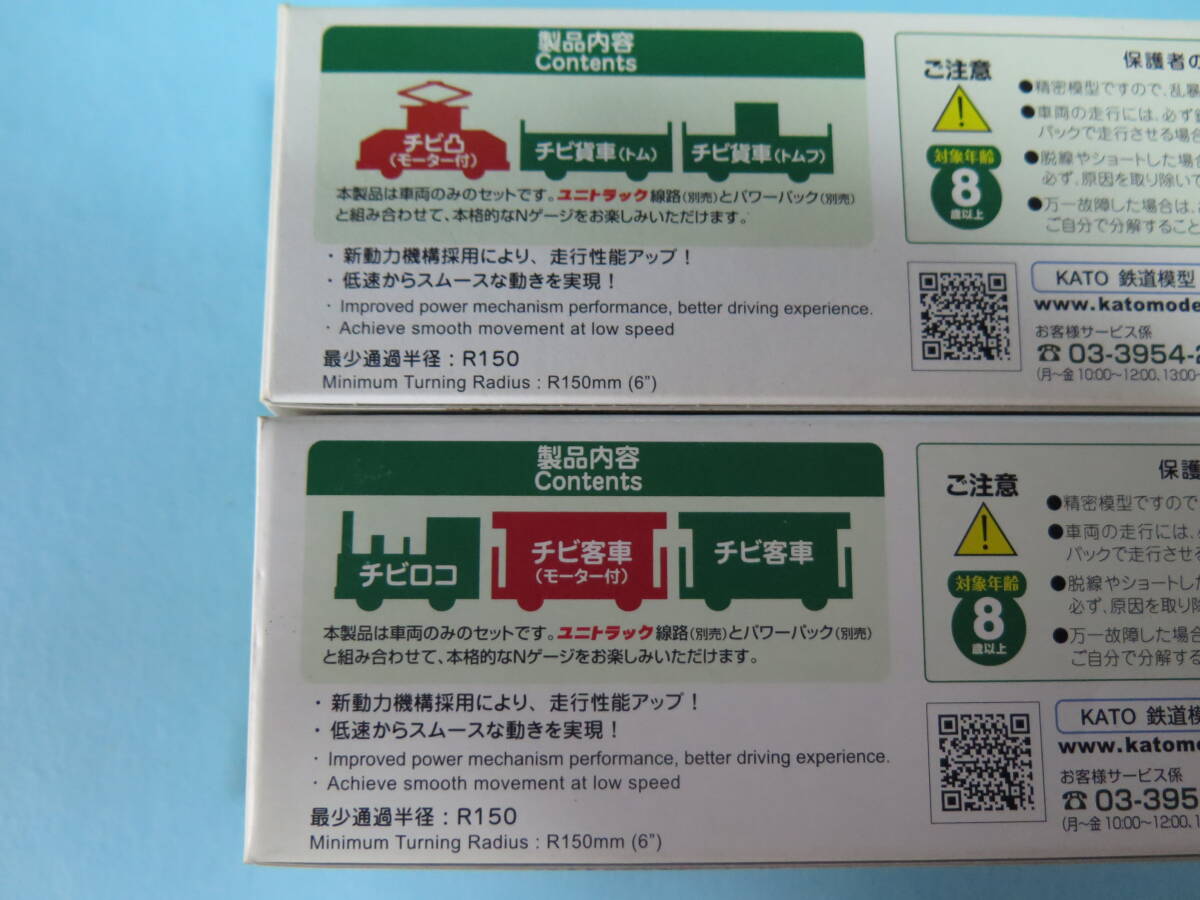 製品内容
Contents
チビ凸
(モーター付)
チビ貨車(トム)
チビ貨車(トムフ)
本製品は車両のみのセットです。ユニトラック線路(別売)とパワーパック(別売)
と組み合わせて、本格的なNゲージをお楽しみいただけます。
・新動力機構採用により、走行性能アップ！
・低速からスムースな動きを実現！
· Improved power mechanism performance, better driving experience.
· Achieve smooth movement at low speed
最少通過半径：R150
Minimum Turning Radius : R150mm (6")
ご注意
対象年齢
8
歳以上
保護者の
●精密模型ですので、乱暴
●車両の走行には、必ず
パックで走行させる場合
●脱線やショートした場合
必ず、原因を取り除いて
●万一故障した場合は、
ご自分で分解すること
KATO 鉄道模型
www.katomode
お客様サービス係
☎03-3954-
(月〜金 10:00〜12:00、13:00〜
製品内容
Contents
チビロコ
チビ客車
(モーター付)
チビ客車
本製品は車両のみのセットです。ユニトラック線路(別売)とパワーパック(別売)
と組み合わせて、本格的なNゲージをお楽しみいただけます。
・新動力機構採用により、走行性能アップ！
・低速からスムースな動きを実現！
· Improved power mechanism performance, better driving experience.
· Achieve smooth movement at low speed
最少通過半径：R150
Minimum Turning Radius : R150mm (6")
ご注意
対象年齢
8
歳以上
保護
●精密模型ですので
●車両の走行には、
パックで走行させ
●脱線やショートし
必ず、原因を取り
●万一故障した場合
ご自分で分解する
KATO 鉄道模
www.katomo
お客様サービス係
☎03-395
(月〜金 10:00〜12:00、1